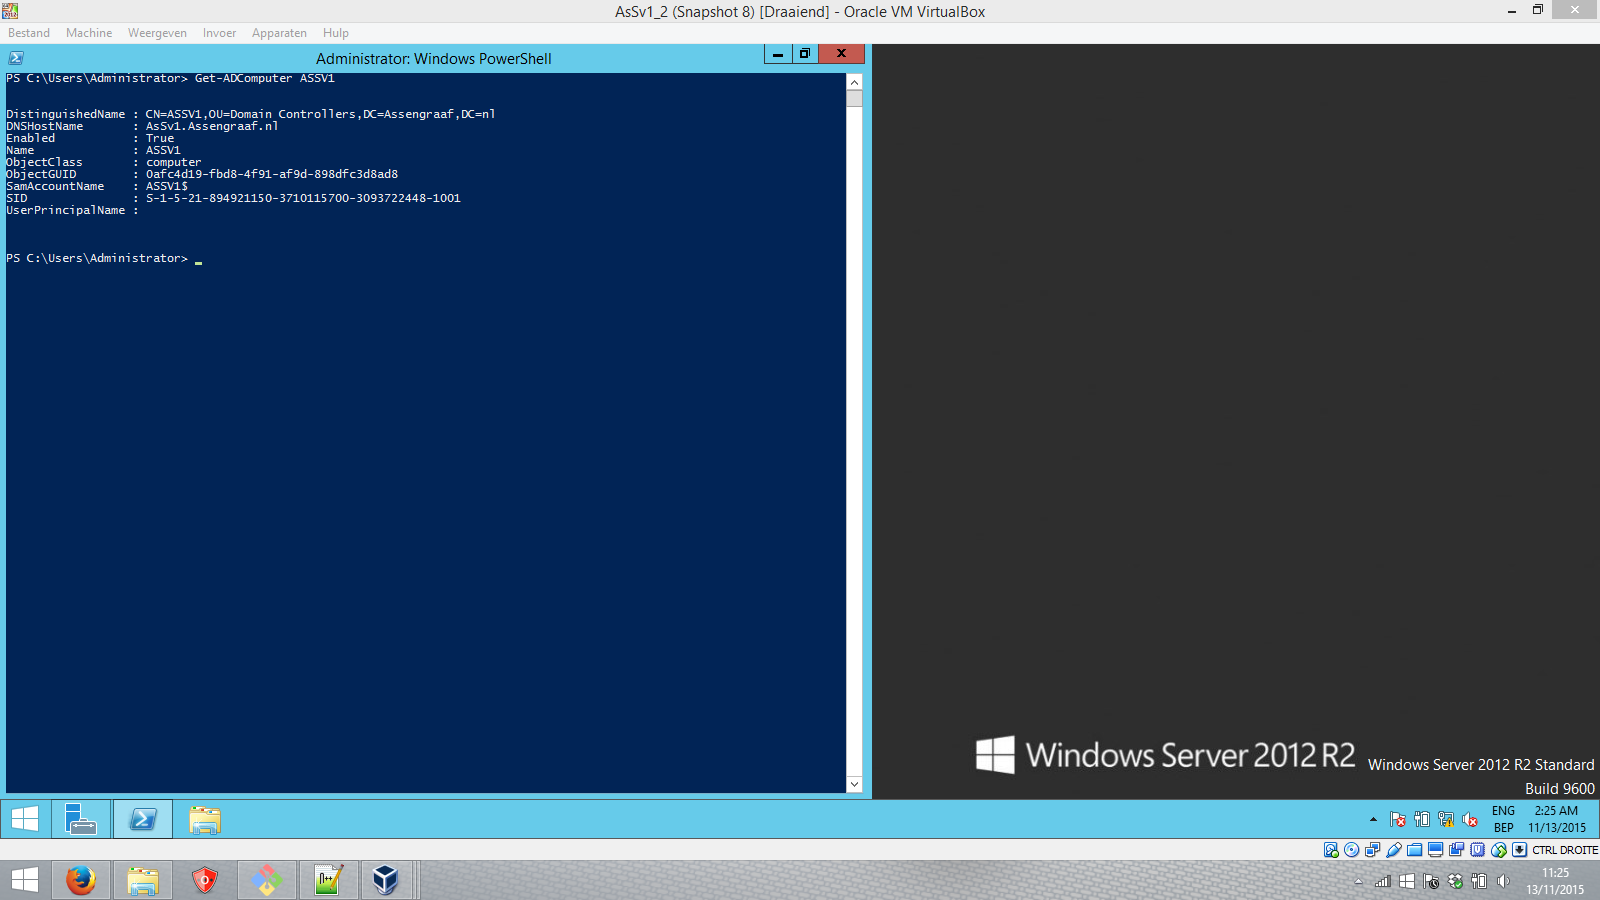 AsSv1_2 (Snapshot 8) [Draaiend] - Oracle VM VirtualBox
Bestand Machine Weergeven Invoer Apparaten Hulp
Administrator: Windows PowerShell
PS C:\Users\Administrator> Get-ADComputer ASSV1
DistinguishedName : CN=ASSV1,OU=Domain Controllers,DC=Assengraaf,DC=nl
DNSHostName : AsSv1.Assengraaf.nl
Enabled : True
Name : ASSV1
ObjectClass : computer
ObjectGUID : 0afc4d19-fbd8-4f91-af9d-898dfc3d8ad8
SamAccountName : ASSV1$
SID : S-1-5-21-894921150-3710115700-3093722448-1001
UserPrincipalName :
PS C:\Users\Administrator> _
Windows Server 2012 R2
Windows Server 2012 R2 Standard
Build 9600
ENG 2:25 AM
BEP 11/13/2015
CTRL DROITE
11:25
13/11/2015